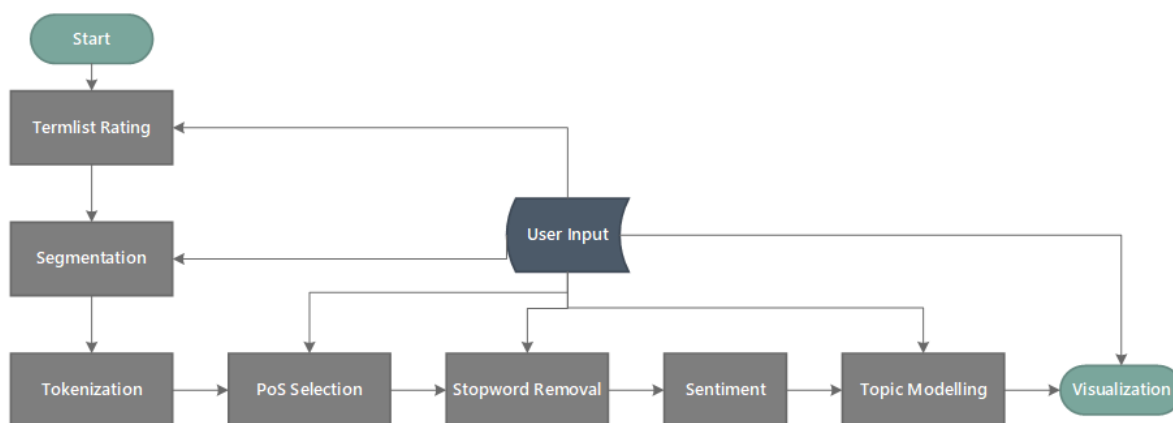 Start
Termlist Rating
User Input
Segmentation
Tokenization
PoS Selection
Stopword Removal
Sentiment
Topic Modelling
Visualization